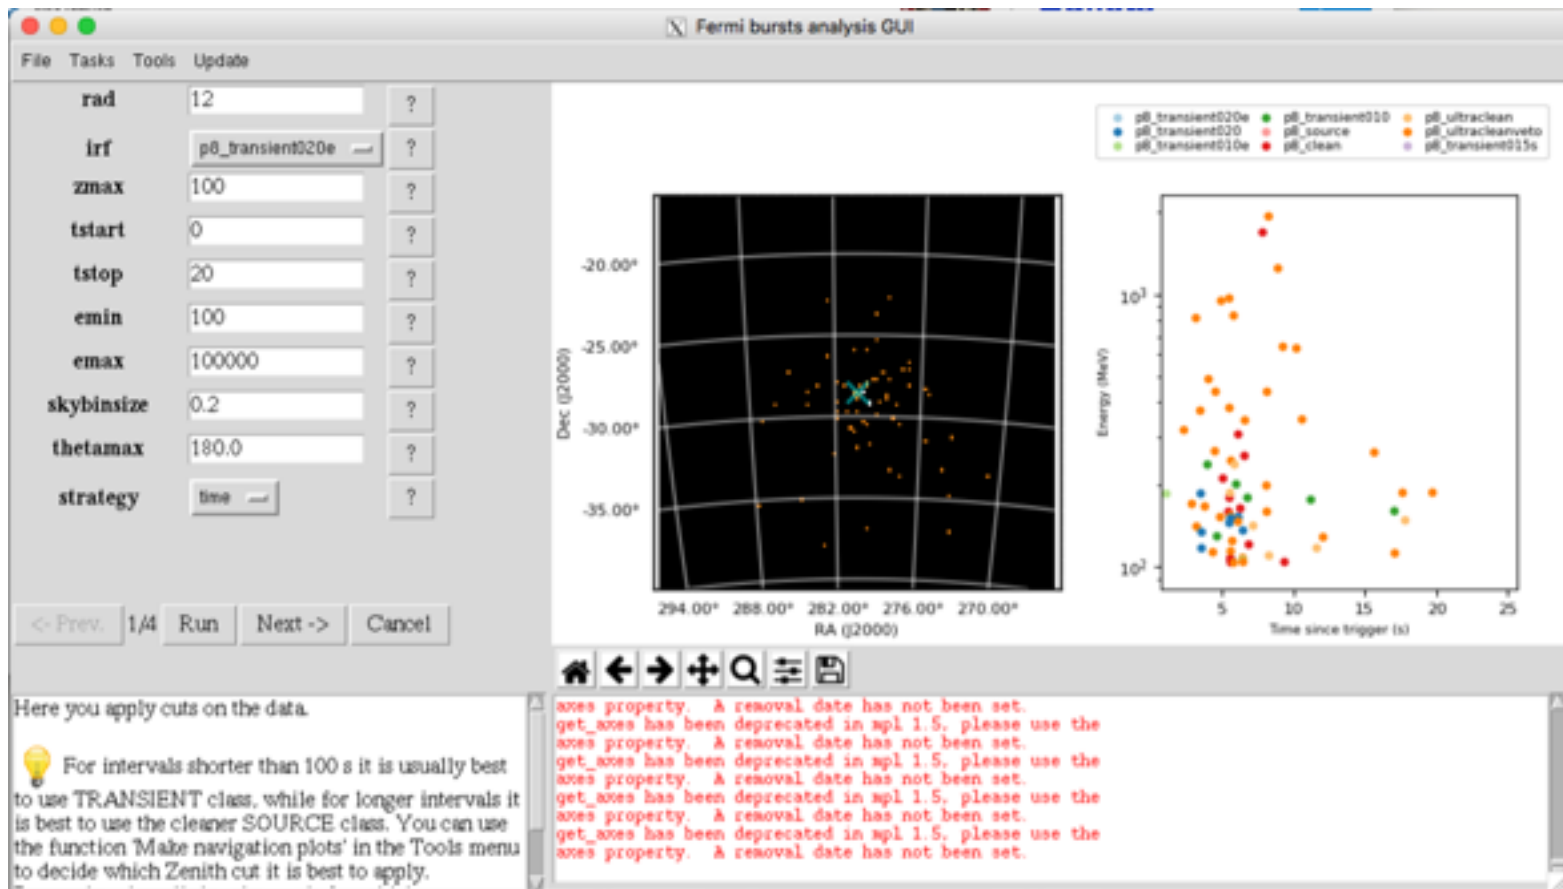 Fermi bursts analysis GUI
File Tasks Tools Update
rad 12 ?
irf p8_transient020e ?
zmax 100 ?
tstart 0 ?
tstop 20 ?
emin 100 ?
emax 100000 ?
skybinsize 0.2 ?
thetamax 180.0 ?
strategy time ?
<- Prev. 1/4 Run Next -> Cancel
Here you apply cuts on the data.
For intervals shorter than 100 s it is usually best
to use TRANSIENT class, while for longer intervals it
is best to use the cleaner SOURCE class. You can use
the function 'Make navigation plots' in the Tools menu
to decide which Zenith cut it is best to apply.
p8_transient020e p8_transient010 p8_ultraclean
p8_transient020 p8_source p8_ultracleanveto
p8_transient010e p8_clean p8_transient015s
Dec (J2000)
-20.00°
-25.00°
-30.00°
-35.00°
294.00° 288.00° 282.00° 276.00° 270.00°
RA (J2000)
Energy (MeV)
10³
10²
5 10 15 20 25
Time since trigger (s)
axes property. A removal date has not been set.
get_axes has been deprecated in mpl 1.5, please use the
axes property. A removal date has not been set.
get_axes has been deprecated in mpl 1.5, please use the
axes property. A removal date has not been set.
get_axes has been deprecated in mpl 1.5, please use the
axes property. A removal date has not been set.
get_axes has been deprecated in mpl 1.5, please use the
axes property. A removal date has not been set.